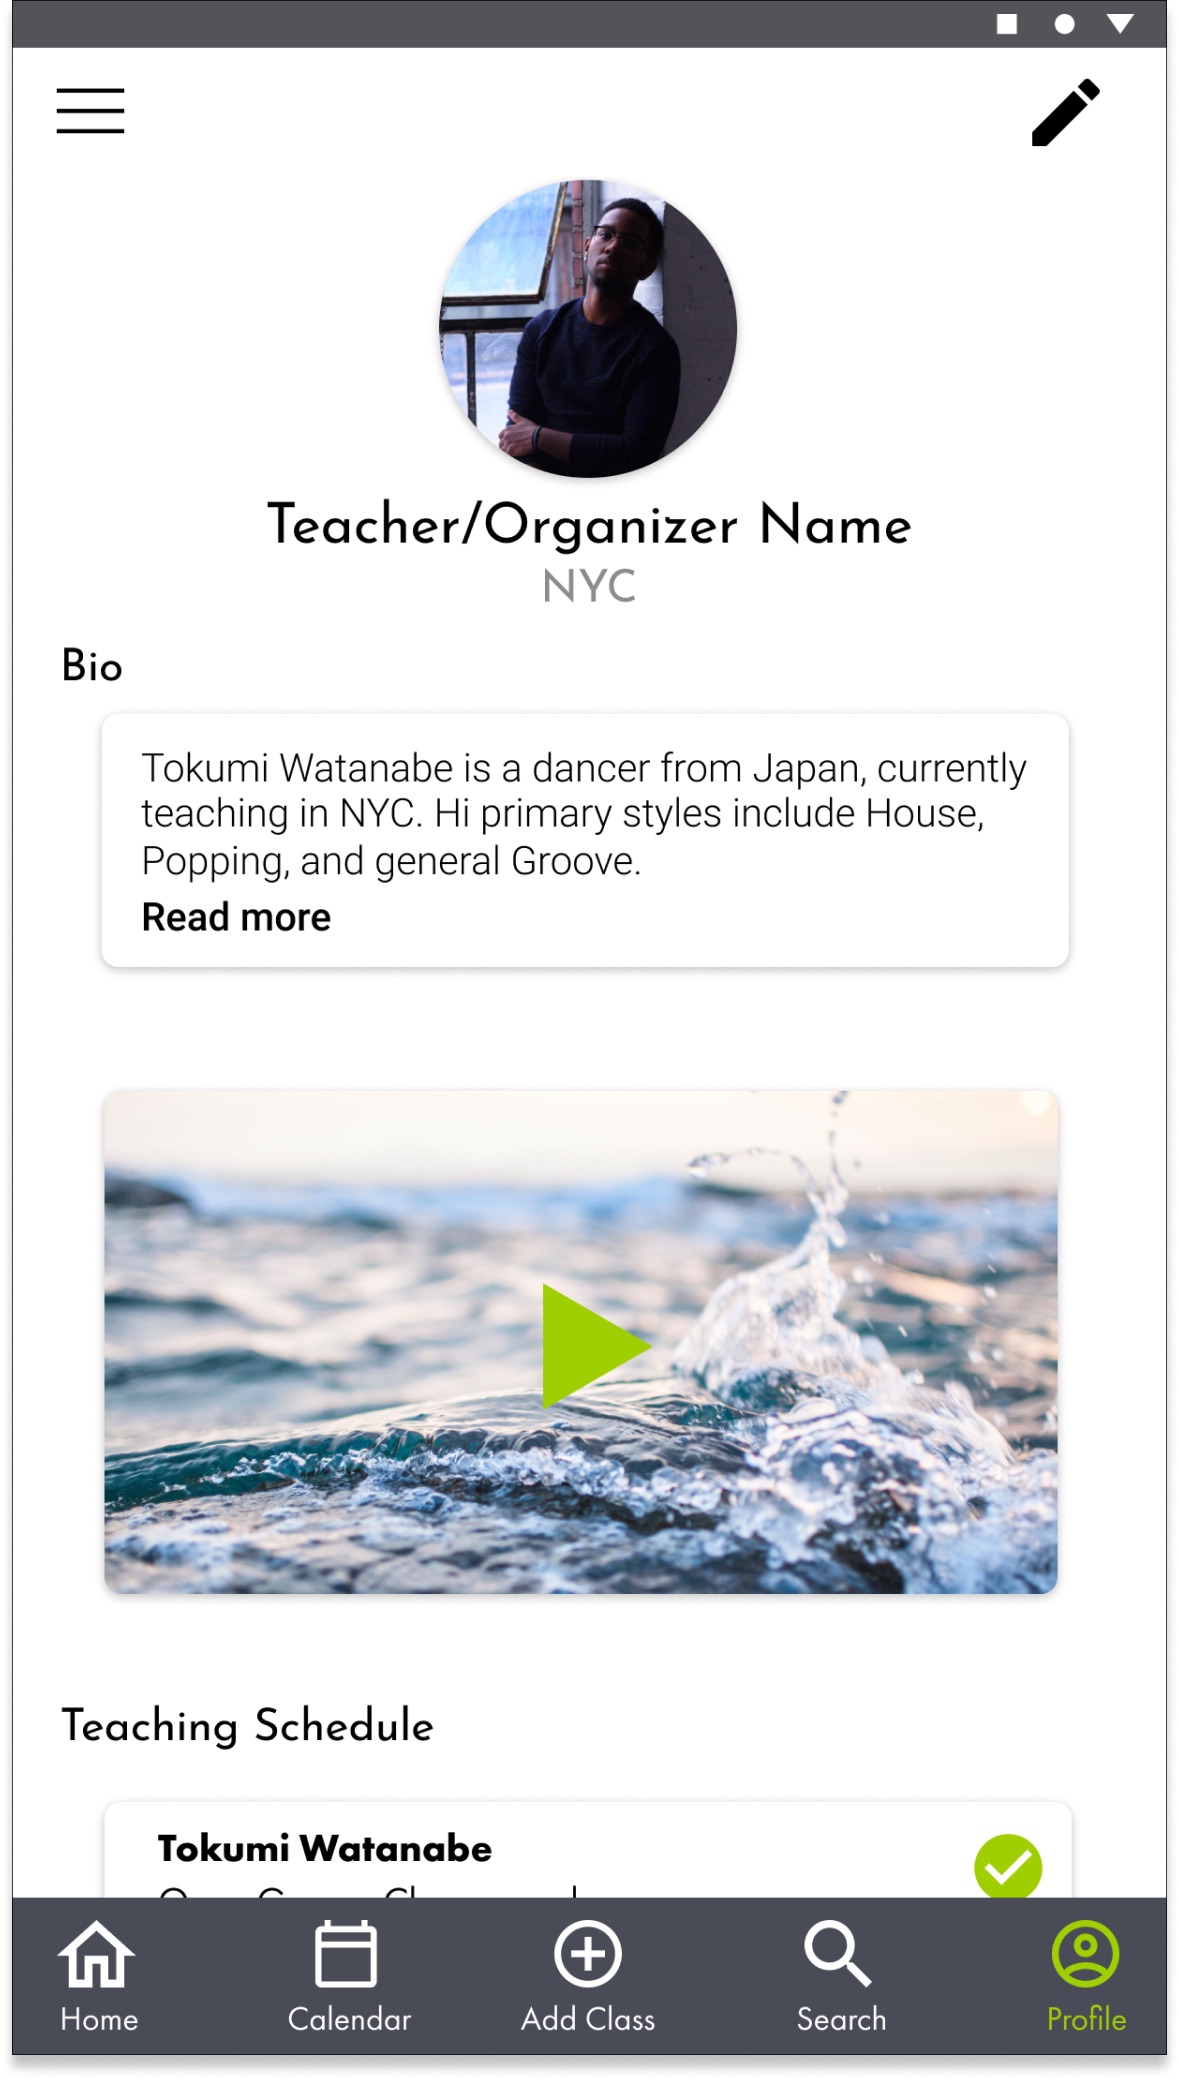 Teacher/Organizer Name
NYC
Bio
Tokumi Watanabe is a dancer from Japan, currently
teaching in NYC. Hi primary styles include House,
Popping, and general Groove.
Read more
Teaching Schedule
Tokumi Watanabe
Home
Calendar
Add Class
Search
Profile